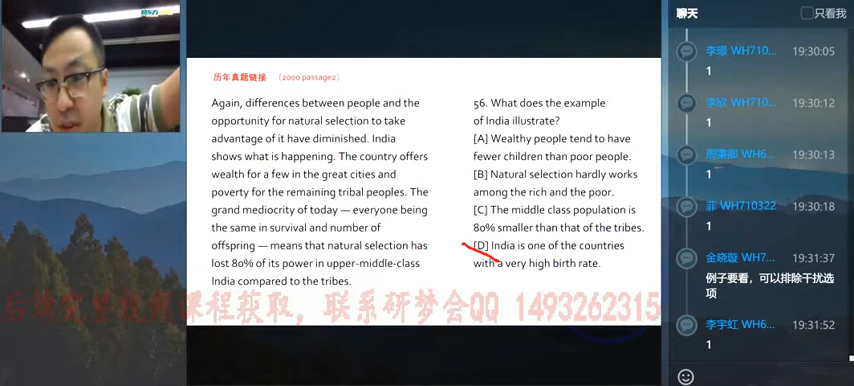 聊天
只看我
历年真题链接 (2000 passage2)
Again, differences between people and the
opportunity for natural selection to take
advantage of it have diminished. India
shows what is happening. The country offers
wealth for a few in the great cities and
poverty for the remaining tribal peoples. The
grand mediocrity of today — everyone being
the same in survival and number of
offspring — means that natural selection has
lost 80% of its power in upper-middle-class
India compared to the tribes.
56. What does the example
of India illustrate?
[A] Wealthy people tend to have
fewer children than poor people.
[B] Natural selection hardly works
among the rich and the poor.
[C] The middle class population is
80% smaller than that of the tribes.
[D] India is one of the countries
with a very high birth rate.
课程获取，联系研梦会QQ 1493262315
李璟 WH710... 19:30:05
1
李欣 WH710... 19:30:12
1
WH6... 19:30:13
1
菲 WH710322 19:30:18
1
金晓璇 WH7... 19:31:37
例子要看，可以排除干扰选
项
李宇虹 WH6... 19:31:52
1